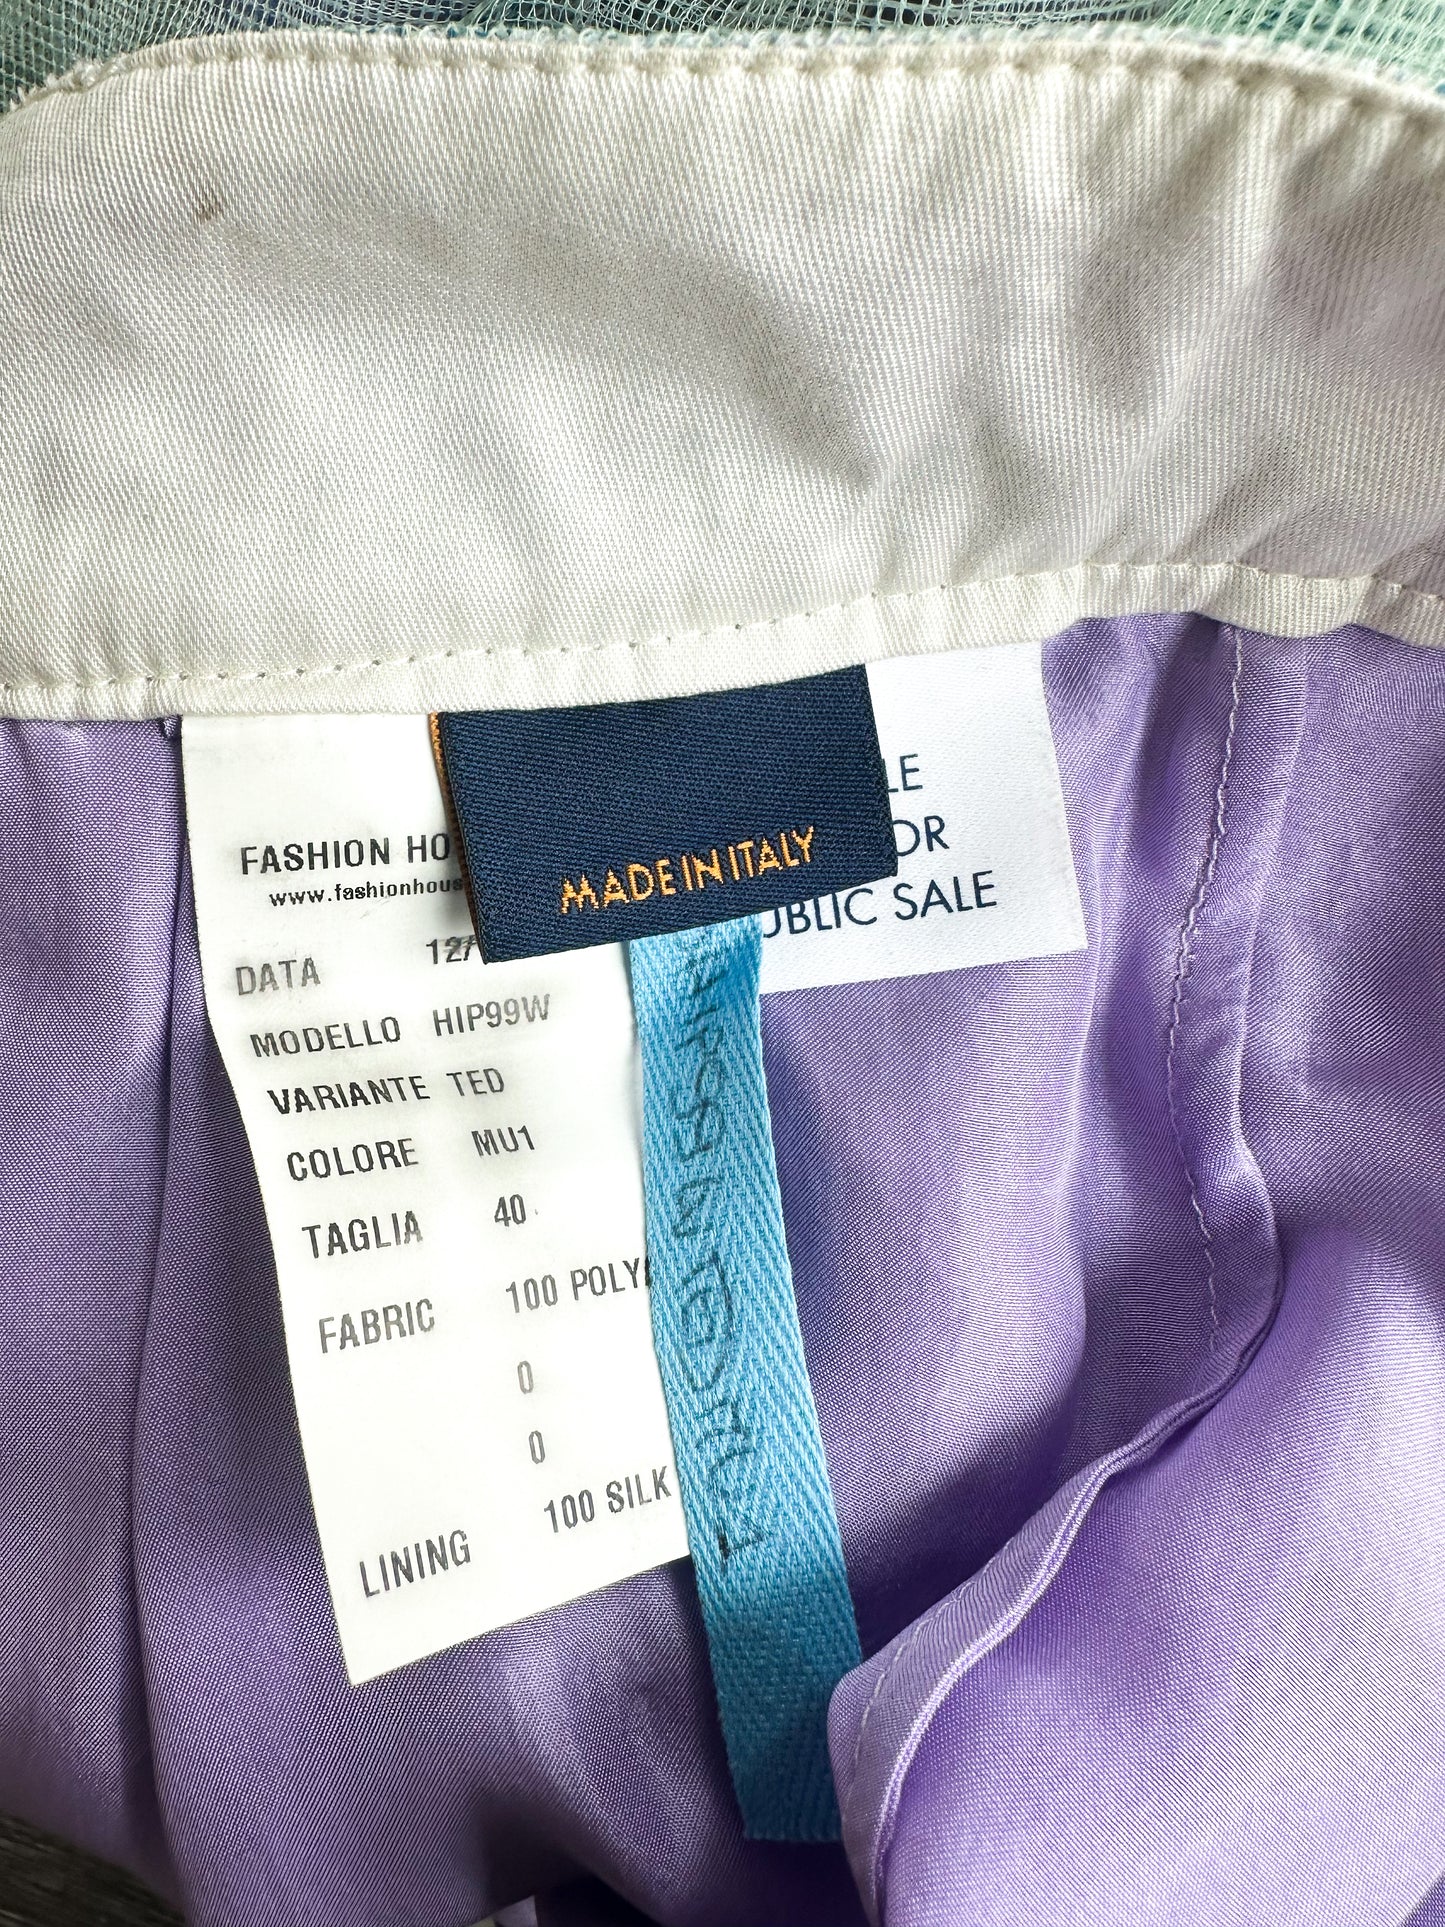 FASHION HO
www.fashionhous
DATA 12/
MODELLO HIP99W
VARIANTE TED
COLORE MU1
TAGLIA 40
FABRIC 100 POLYA
0
0
LINING 100 SILK
MADE IN ITALY
LE
OR
UBLIC SALE